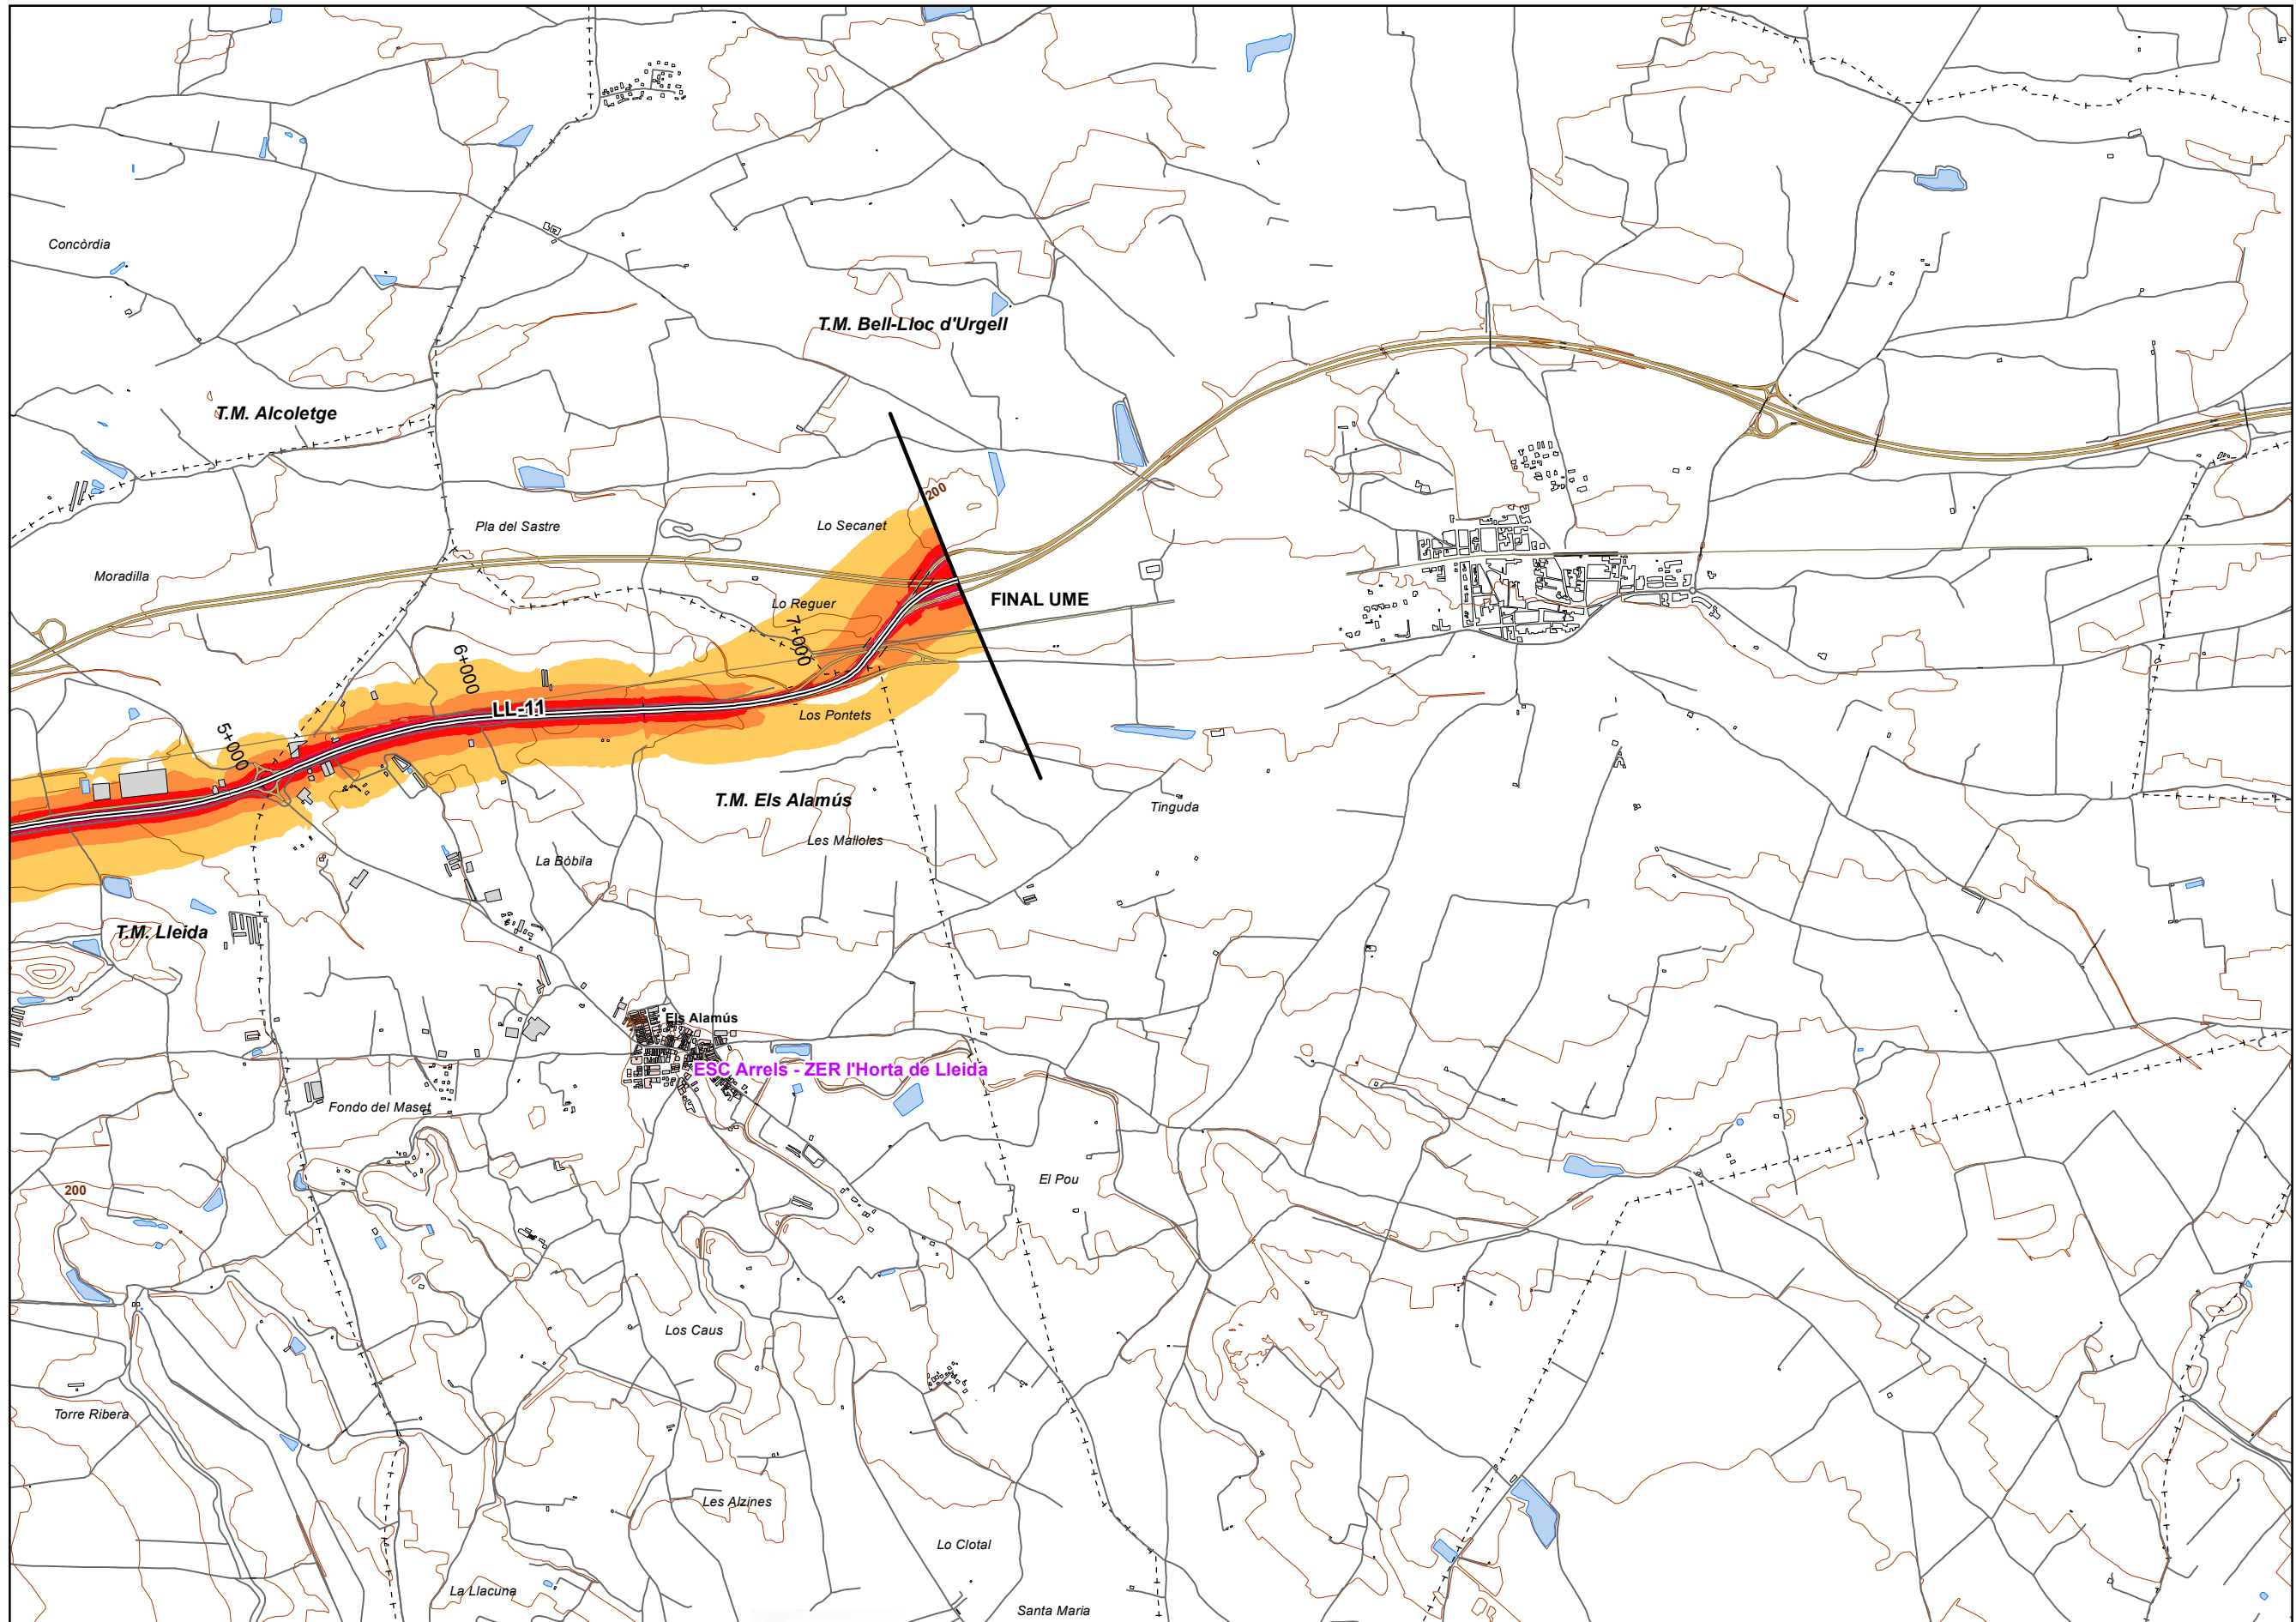 Concòrdia
T.M. Bell-Lloc d'Urgell
T.M. Alcoletge
200
Pla del Sastre
Lo Secanet
Moradilla
FINAL UME
Lo Reguer
7+000
6+000
LL-11
Los Pontets
5+000
T.M. Els Alamús
Tinguda
Les Malloles
La Bòbila
T.M. Lleida
Els Alamús
ESC Arrels - ZER l'Horta de Lleida
Fondo del Maset
El Pou
200
Los Caus
Torre Ribera
Les Alzines
Lo Clotal
La Llacuna
Santa Maria